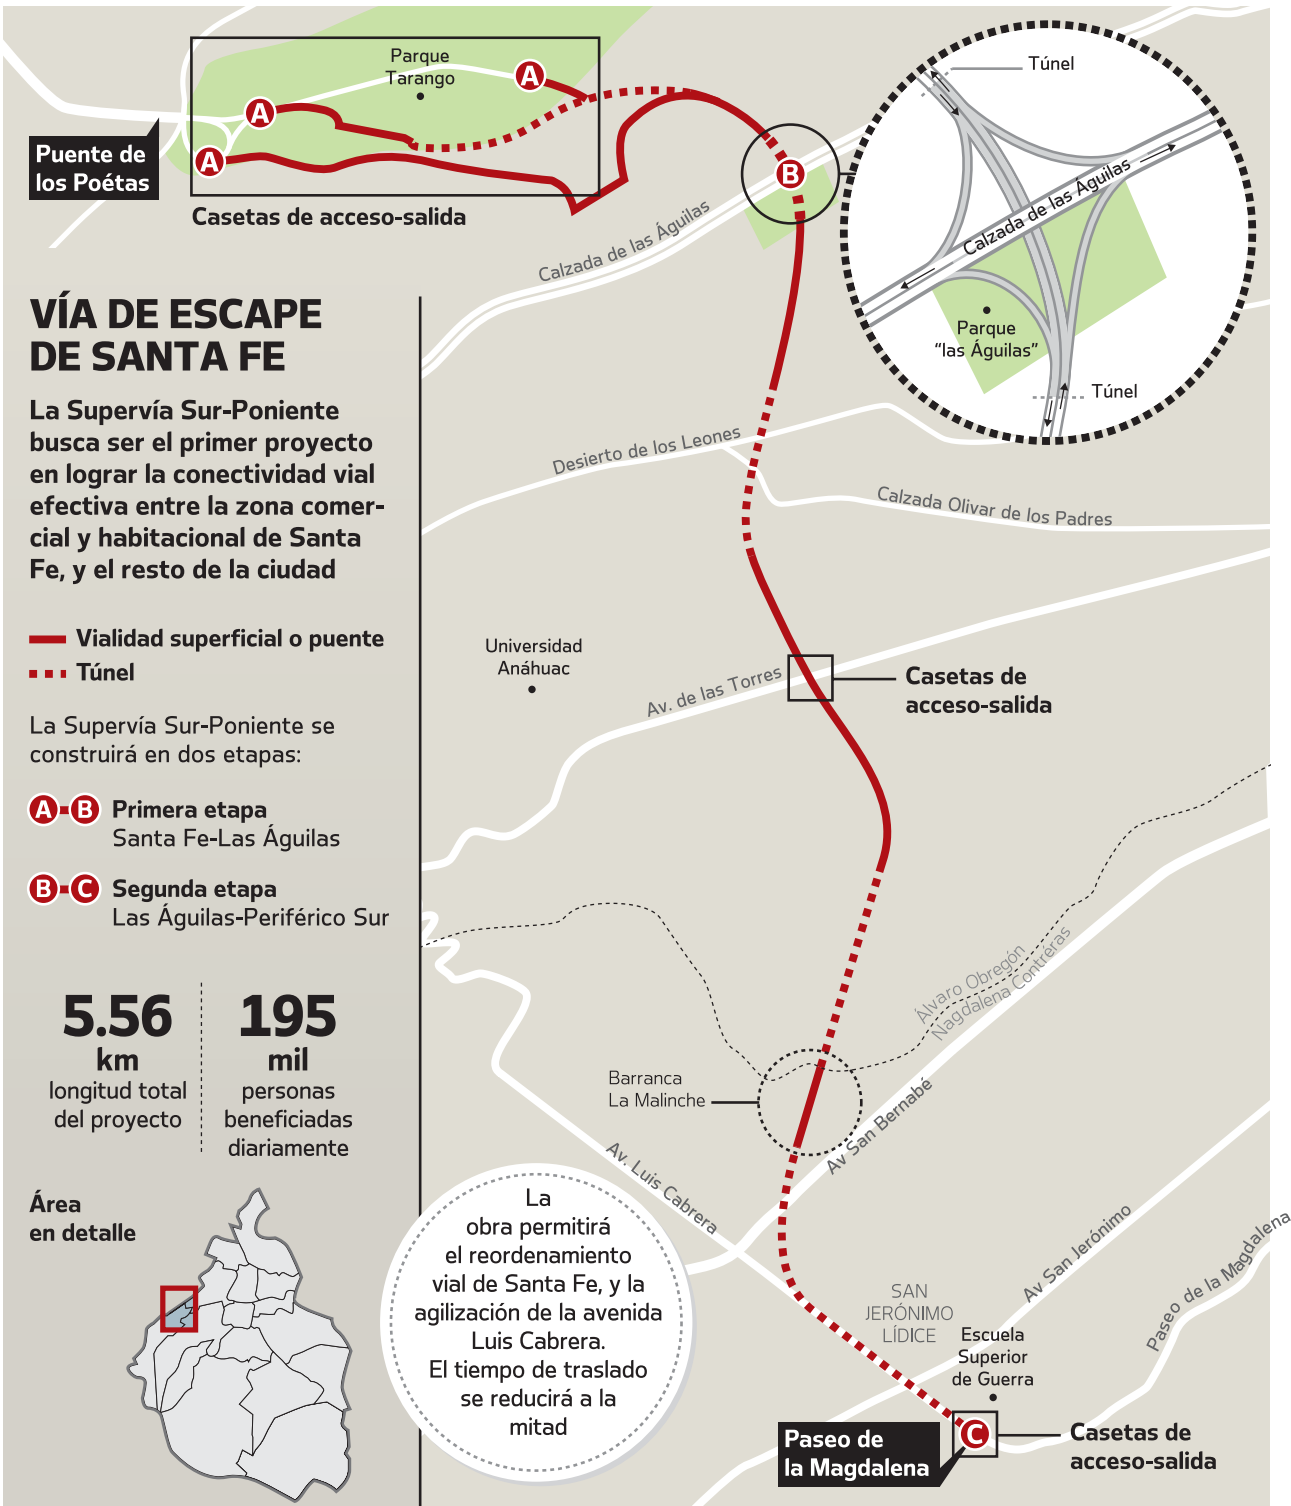 Parque
Tarango
A
A
A
Puente de
los Poétas
Casetas de acceso-salida
B
Calzada de las Águilas
Túnel
Calzada de las Águilas
Parque
“las Águilas”
Túnel
VÍA DE ESCAPE
DE SANTA FE
La Supervía Sur-Poniente
busca ser el primer proyecto
en lograr la conectividad vial
efectiva entre la zona comer-
cial y habitacional de Santa
Fe, y el resto de la ciudad
Vialidad superficial o puente
Túnel
La Supervía Sur-Poniente se
construirá en dos etapas:
A-B Primera etapa
Santa Fe-Las Águilas
B-C Segunda etapa
Las Águilas-Periférico Sur
5.56
km
longitud total
del proyecto
195
mil
personas
beneficiadas
diariamente
Área
en detalle
Desierto de los Leones
Calzada Olivar de los Padres
Universidad
Anáhuac
Av. de las Torres
Casetas de
acceso-salida
Álvaro Obregón
Nagdalena Contréras
Barranca
La Malinche
Av San Bernabé
Av. Luis Cabrera
La
obra permitirá
el reordenamiento
vial de Santa Fe, y la
agilización de la avenida
Luis Cabrera.
El tiempo de traslado
se reducirá a la
mitad
Av San Jerónimo
Paseo de la Magdalena
SAN
JERÓNIMO
LÍDICE
Escuela
Superior
de Guerra
C
Paseo de
la Magdalena
Casetas de
acceso-salida